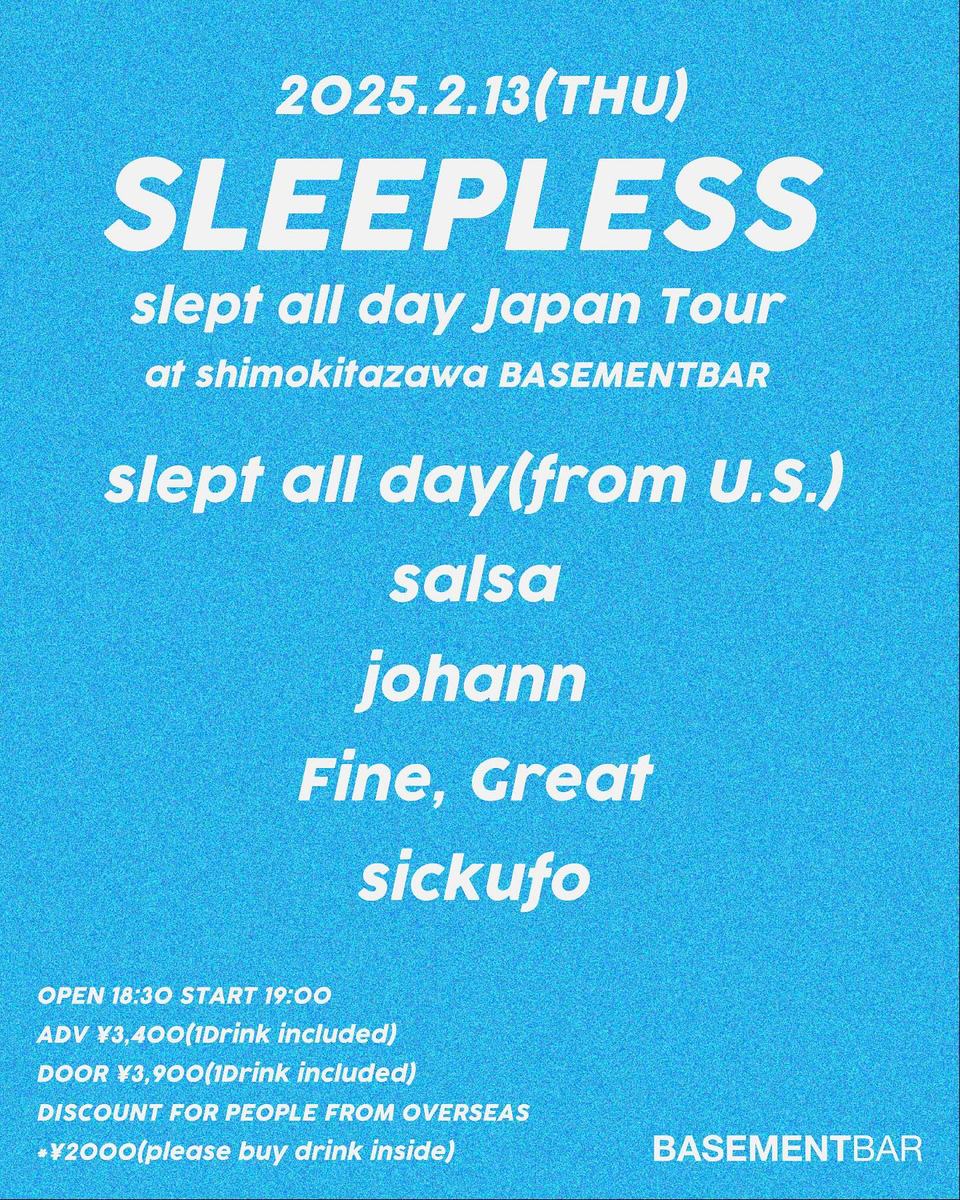 2025.2.13(THU)
SLEEPLESS
slept all day Japan Tour
at shimokitazawa BASEMENTBAR
slept all day(from U.S.)
salsa
johann
Fine, Great
sickufo
OPEN 18:30 START 19:00
ADV ¥3,400(1Drink included)
DOOR ¥3,900(1Drink included)
DISCOUNT FOR PEOPLE FROM OVERSEAS
*¥2000(please buy drink inside)
BASEMENTBAR